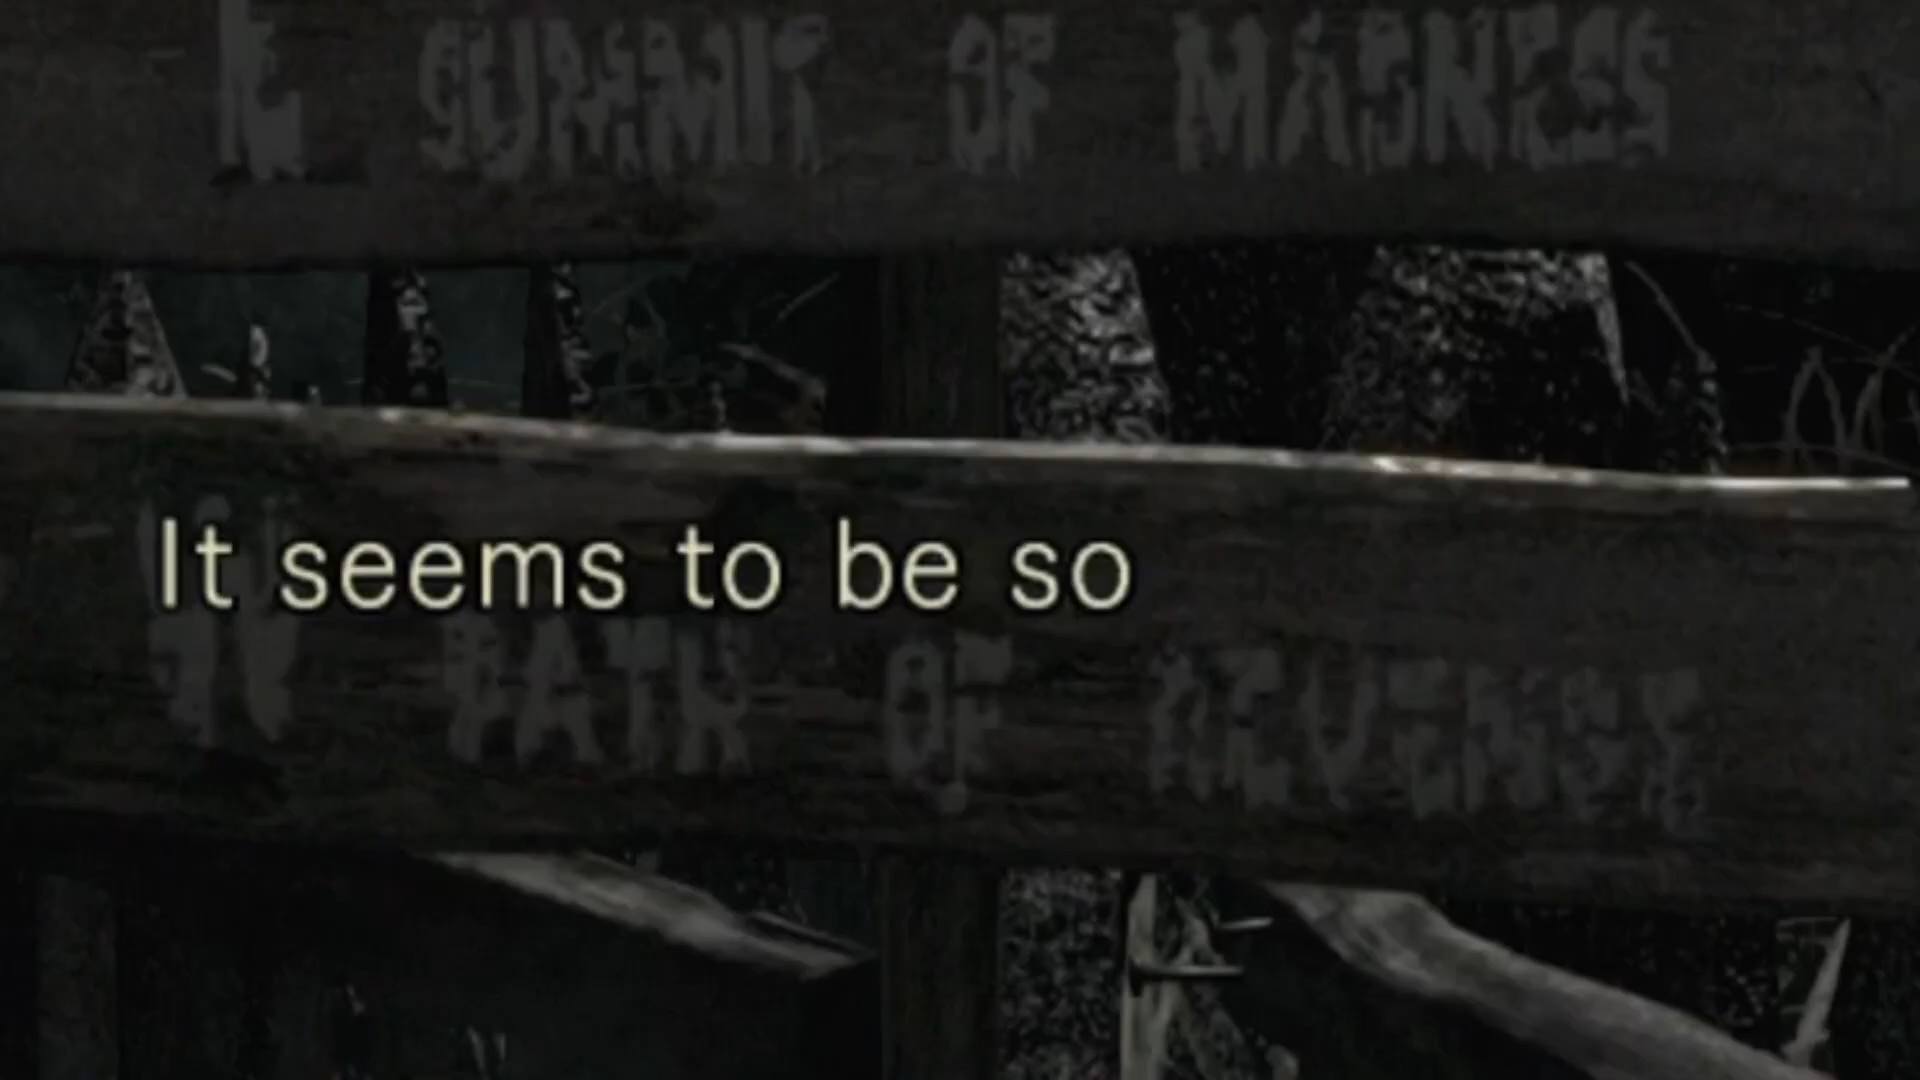 SUMMIT OF MADNESS
It seems to be so
PATH OF REVENGE